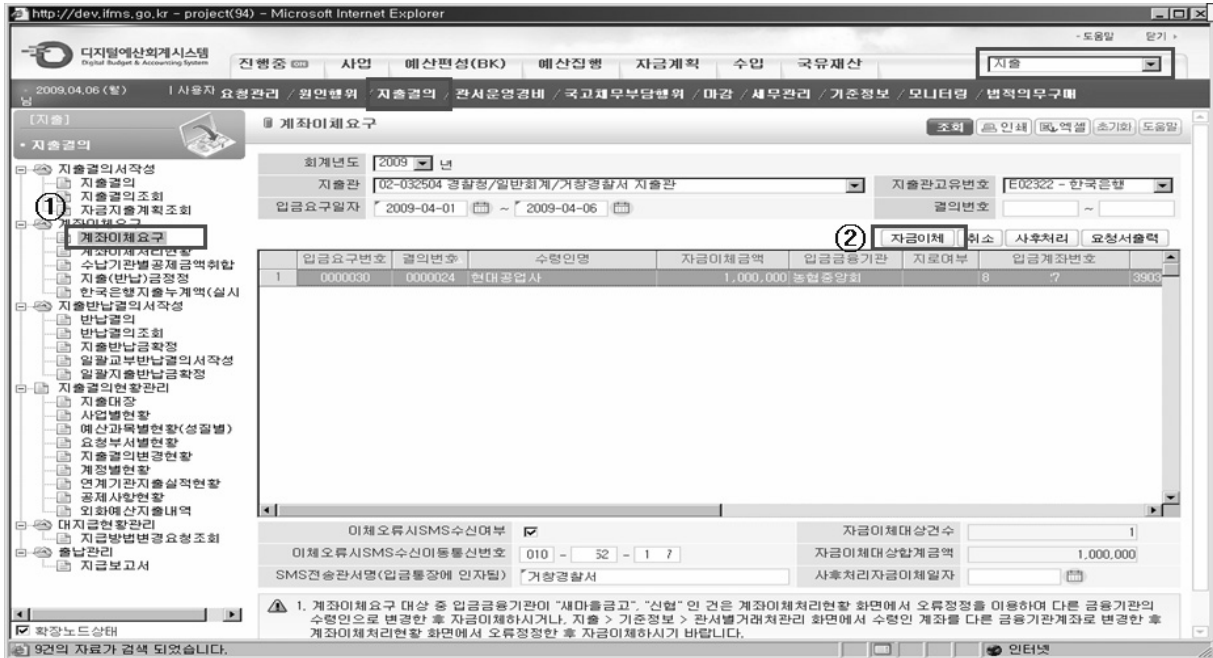 http://dev.ifms.go.kr - project(94) - Microsoft Internet Explorer
- 도움말 닫기
디지털예산회계시스템
Digital Budget & Accounting System
진행중 사업 예산편성(BK) 예산집행 자금계획 수입 국유재산 지출
2009,04,06 (월) | 사용자 요청관리 / 원인행위 / 지출결의 / 관서운영경비 / 국고채무부담행위 / 마감 / 세무관리 / 기준정보 / 모니터링 / 법적의무구매
님
[지출]
• 지출결의
지출결의서작성
지출결의
지출결의조회
자금지출계획조회
①
계좌이체요구
계좌이체요구
계좌이체처리현황
수납기관별공제금액취합
지출(반납)금정정
한국은행지출누계액(실시
지출반납결의서작성
반납결의
반납결의조회
지출반납금확정
일괄교부반납결의서작성
일괄지출반납금확정
지출결의현황관리
지출대장
사업별현황
예산과목별현황(성질별)
요청부서별현황
지출결의변경현황
계정별현황
연계기관지출실적현황
공제사항현황
외화예산지출내역
대지급현황관리
지급방법변경요청조회
출납관리
지급보고서
확장노드상태
계좌이체요구
조회 인쇄 엑셀 초기화 도움말
회계년도 2009 년
지출관 02-032504 경찰청/일반회계/거창경찰서 지출관 지출관고유번호 E02322 - 한국은행
입금요구일자 2009-04-01 ~ 2009-04-06 결의번호 ~
② 자금이체 취소 사후처리 요청서출력
입금요구번호 결의번호 수령인명 자금이체금액 입금금융기관 지로여부 입금계좌번호
1 0000030 0000024 현대공업사 1,000,000 농협중앙회 8 7 3903
이체오류시SMS수신여부 자금이체대상건수 1
이체오류시SMS수신이동통신번호 010 - 52 - 1 7 자금이체대상합계금액 1,000,000
SMS전송관서명(입금통장에 인자됨) 거창경찰서 사후처리자금이체일자
1, 계좌이체요구 대상 중 입금금융기관이 "새마을금고", "신협" 인 건은 계좌이체처리현황 화면에서 오류정정을 이용하여 다른 금융기관의
수령인으로 변경한 후 자금이체하시거나, 지출 > 기준정보 > 관서별거래처관리 화면에서 수령인 계좌를 다른 금융기관계좌로 변경한 후
계좌이체처리현황 화면에서 오류정정한 후 자금이체하시기 바랍니다.
9건의 자료가 검색 되었습니다. 인터넷